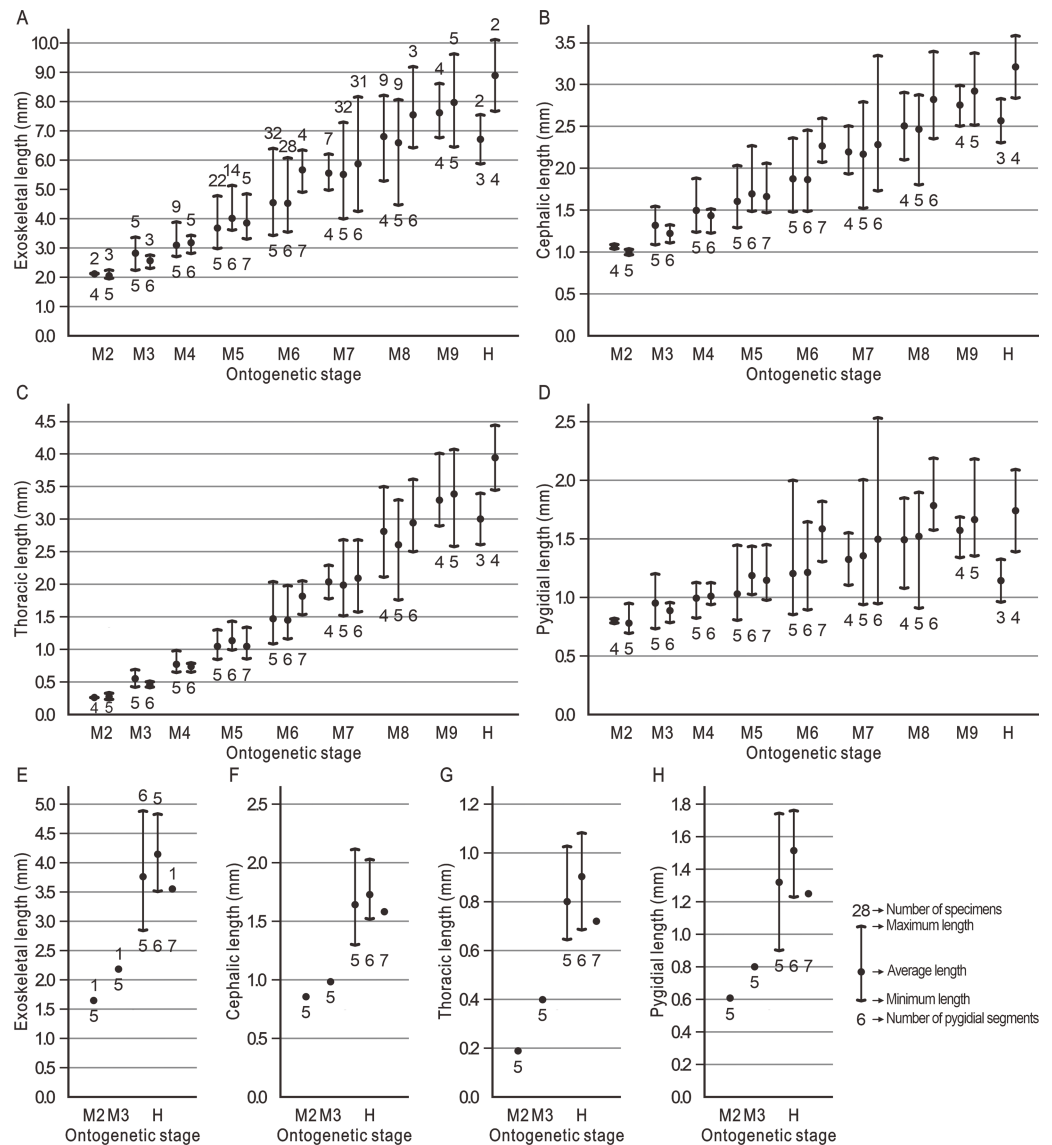 A
Exoskeletal length (mm)
10.0
9.0
8.0
7.0
6.0
5.0
4.0
3.0
2.0
1.0
0.0
2 3
5 3
9 5
22 14 5
32 28 4
7 32 31
9 9 3
4 5
2 2
4 5
5 6
5 6
5 6 7
5 6 7
4 5 6
4 5 6
4 5
3 4
M2 M3 M4 M5 M6 M7 M8 M9 H
Ontogenetic stage
B
Cephalic length (mm)
3.5
3.0
2.5
2.0
1.5
1.0
0.5
0.0
4 5
5 6
5 6
5 6 7
5 6 7
4 5 6
4 5 6
4 5
3 4
M2 M3 M4 M5 M6 M7 M8 M9 H
Ontogenetic stage
C
Thoracic length (mm)
4.5
4.0
3.5
3.0
2.5
2.0
1.5
1.0
0.5
0.0
4 5
5 6
5 6
5 6 7
5 6 7
4 5 6
4 5 6
4 5
3 4
M2 M3 M4 M5 M6 M7 M8 M9 H
Ontogenetic stage
D
Pygidial length (mm)
2.5
2.0
1.5
1.0
0.5
0.0
4 5
5 6
5 6
5 6 7
5 6 7
4 5 6
4 5 6
4 5
3 4
M2 M3 M4 M5 M6 M7 M8 M9 H
Ontogenetic stage
E
Exoskeletal length (mm)
5.0
4.5
4.0
3.5
3.0
2.5
2.0
1.5
1.0
0.5
0.0
1
5
1
5
6 5
1
5 6 7
M2 M3 H
Ontogenetic stage
F
Cephalic length (mm)
2.5
2.0
1.5
1.0
0.5
0.0
5
5
5 6 7
M2 M3 H
Ontogenetic stage
G
Thoracic length (mm)
1.2
1.0
0.8
0.6
0.4
0.2
0.0
5
5
5 6 7
M2 M3 H
Ontogenetic stage
H
Pygidial length (mm)
1.8
1.6
1.4
1.2
1.0
0.8
0.6
0.4
0.2
0.0
5
5
5 6 7
M2 M3 H
Ontogenetic stage
28 → Number of specimens
→ Maximum length
→ Average length
→ Minimum length
6 → Number of pygidial segments